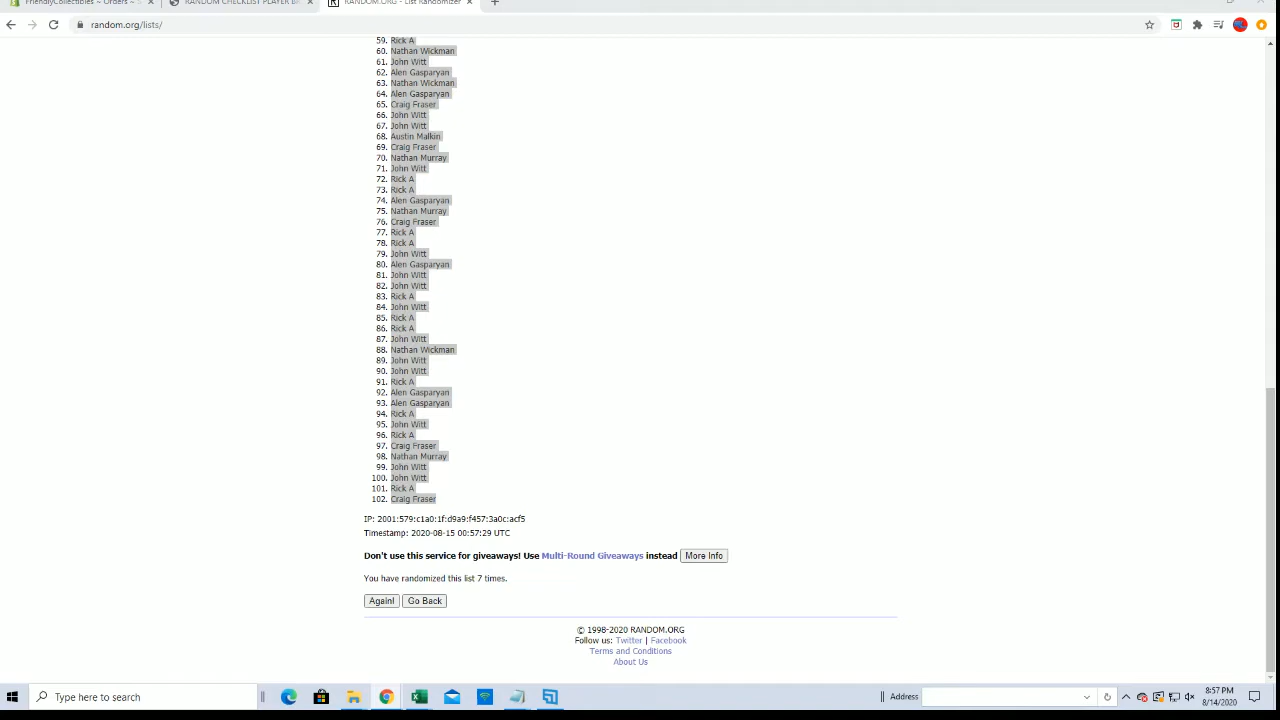 FriendlyCollectibles ~ Orders ~ S
RANDOM CHECKLIST PLAYER BR
RANDOM.ORG - List Randomizer
random.org/lists/
59. Rick A
60. Nathan Wickman
61. John Witt
62. Alen Gasparyan
63. Nathan Wickman
64. Alen Gasparyan
65. Craig Fraser
66. John Witt
67. John Witt
68. Austin Malkin
69. Craig Fraser
70. Nathan Murray
71. John Witt
72. Rick A
73. Rick A
74. Alen Gasparyan
75. Nathan Murray
76. Craig Fraser
77. Rick A
78. Rick A
79. John Witt
80. Alen Gasparyan
81. John Witt
82. John Witt
83. Rick A
84. John Witt
85. Rick A
86. Rick A
87. John Witt
88. Nathan Wickman
89. John Witt
90. John Witt
91. Rick A
92. Alen Gasparyan
93. Alen Gasparyan
94. Rick A
95. John Witt
96. Rick A
97. Craig Fraser
98. Nathan Murray
99. John Witt
100. John Witt
101. Rick A
102. Craig Fraser
IP: 2001:579:c1a0:1f:d9a9:f457:3a0c:acf5
Timestamp: 2020-08-15 00:57:29 UTC
Don't use this service for giveaways! Use Multi-Round Giveaways instead More Info
You have randomized this list 7 times.
Again! Go Back
© 1998-2020 RANDOM.ORG
Follow us: Twitter | Facebook
Terms and Conditions
About Us
Type here to search
Address
8:57 PM
8/14/2020